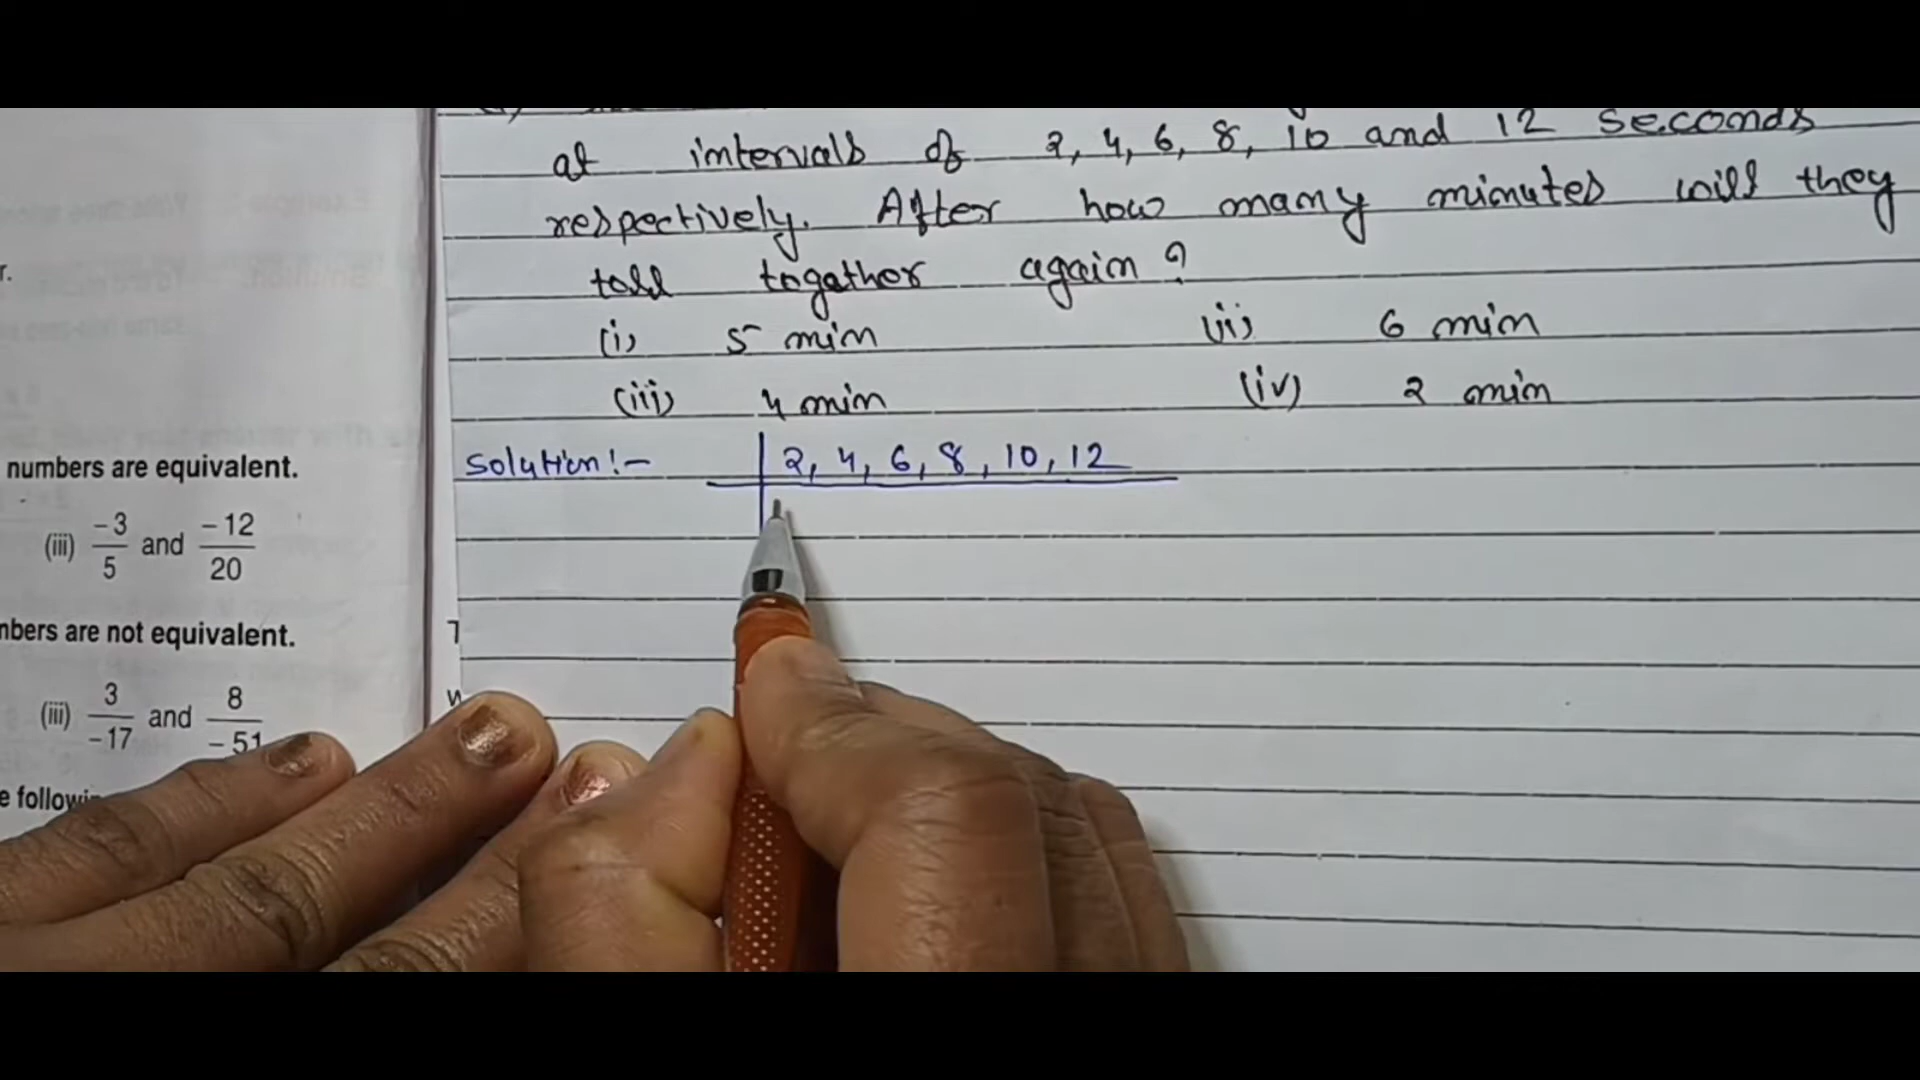 at intervals of 2, 4, 6, 8, 10 and 12 seconds
respectively. After how many minutes will they
toll togather again?
(i) 5 min (ii) 6 min
(iii) 4 min (iv) 2 min
Solution:- 2, 4, 6, 8, 10, 12
r.
numbers are equivalent.
(iii) -3/5 and -12/20
mbers are not equivalent.
(iii) 3/-17 and 8/-51
e followi